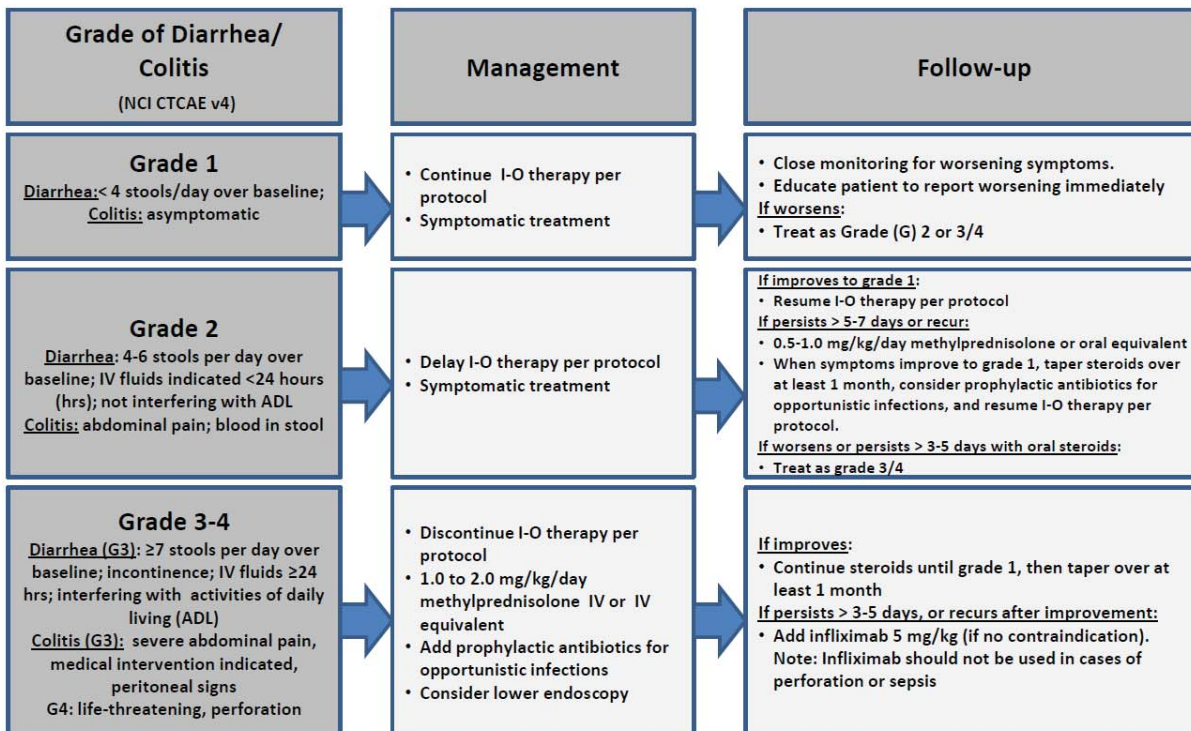 Grade of Diarrhea/
Colitis
(NCI CTCAE v4)
Management
Follow-up
Grade 1
Diarrhea:< 4 stools/day over baseline;
Colitis: asymptomatic
• Continue I-O therapy per
protocol
• Symptomatic treatment
• Close monitoring for worsening symptoms.
• Educate patient to report worsening immediately
If worsens:
• Treat as Grade (G) 2 or 3/4
Grade 2
Diarrhea: 4-6 stools per day over
baseline; IV fluids indicated <24 hours
(hrs); not interfering with ADL
Colitis: abdominal pain; blood in stool
• Delay I-O therapy per protocol
• Symptomatic treatment
If improves to grade 1:
• Resume I-O therapy per protocol
If persists > 5-7 days or recur:
• 0.5-1.0 mg/kg/day methylprednisolone or oral equivalent
• When symptoms improve to grade 1, taper steroids over
at least 1 month, consider prophylactic antibiotics for
opportunistic infections, and resume I-O therapy per
protocol.
If worsens or persists > 3-5 days with oral steroids:
• Treat as grade 3/4
Grade 3-4
Diarrhea (G3): ≥7 stools per day over
baseline; incontinence; IV fluids ≥24
hrs; interfering with activities of daily
living (ADL)
Colitis (G3): severe abdominal pain,
medical intervention indicated,
peritoneal signs
G4: life-threatening, perforation
• Discontinue I-O therapy per
protocol
• 1.0 to 2.0 mg/kg/day
methylprednisolone IV or IV
equivalent
• Add prophylactic antibiotics for
opportunistic infections
• Consider lower endoscopy
If improves:
• Continue steroids until grade 1, then taper over at
least 1 month
If persists > 3-5 days, or recurs after improvement:
• Add infliximab 5 mg/kg (if no contraindication).
Note: Infliximab should not be used in cases of
perforation or sepsis